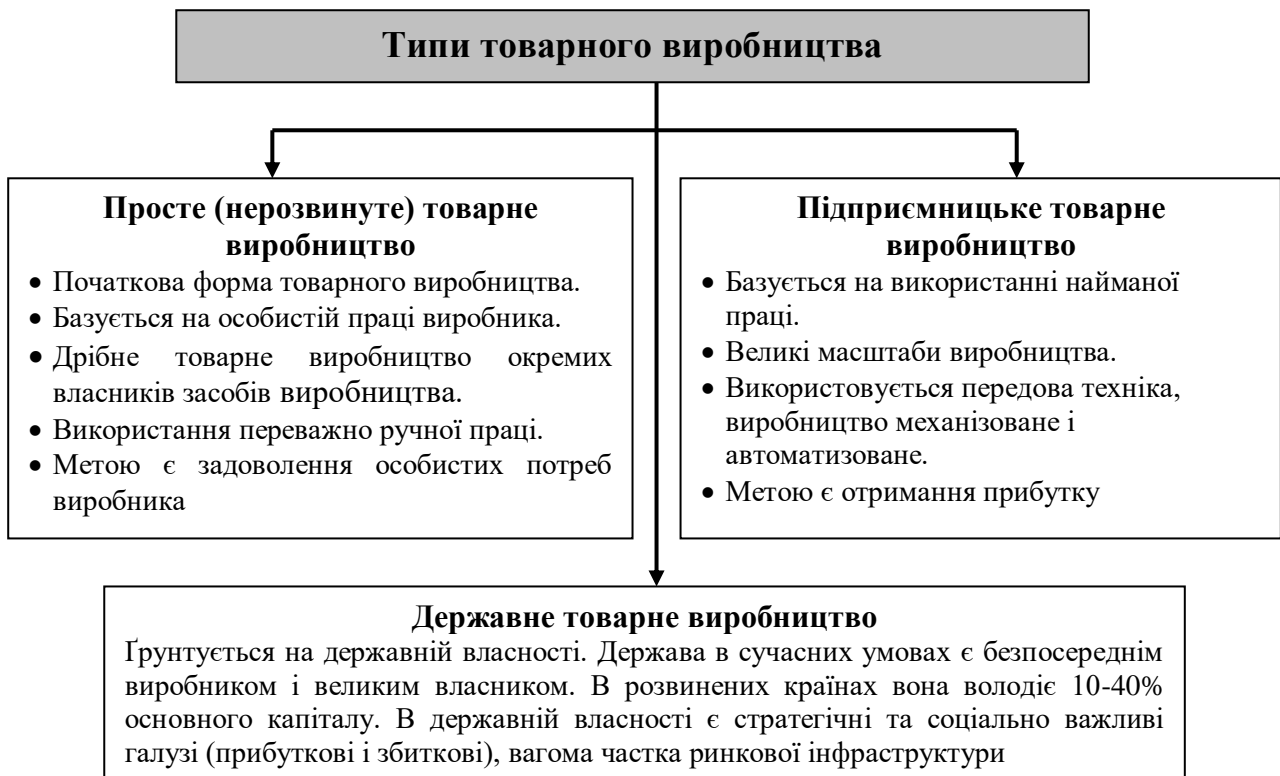 Типи товарного виробництва
Просте (нерозвинуте) товарне
виробництво
• Початкова форма товарного виробництва.
• Базується на особистій праці виробника.
• Дрібне товарне виробництво окремих
власників засобів виробництва.
• Використання переважно ручної праці.
• Метою є задоволення особистих потреб
виробника
Підприємницьке товарне
виробництво
• Базується на використанні найманої
праці.
• Великі масштаби виробництва.
• Використовується передова техніка,
виробництво механізоване і
автоматизоване.
• Метою є отримання прибутку
Державне товарне виробництво
Ґрунтується на державній власності. Держава в сучасних умовах є безпосереднім
виробником і великим власником. В розвинених країнах вона володіє 10-40%
основного капіталу. В державній власності є стратегічні та соціально важливі
галузі (прибуткові і збиткові), вагома частка ринкової інфраструктури